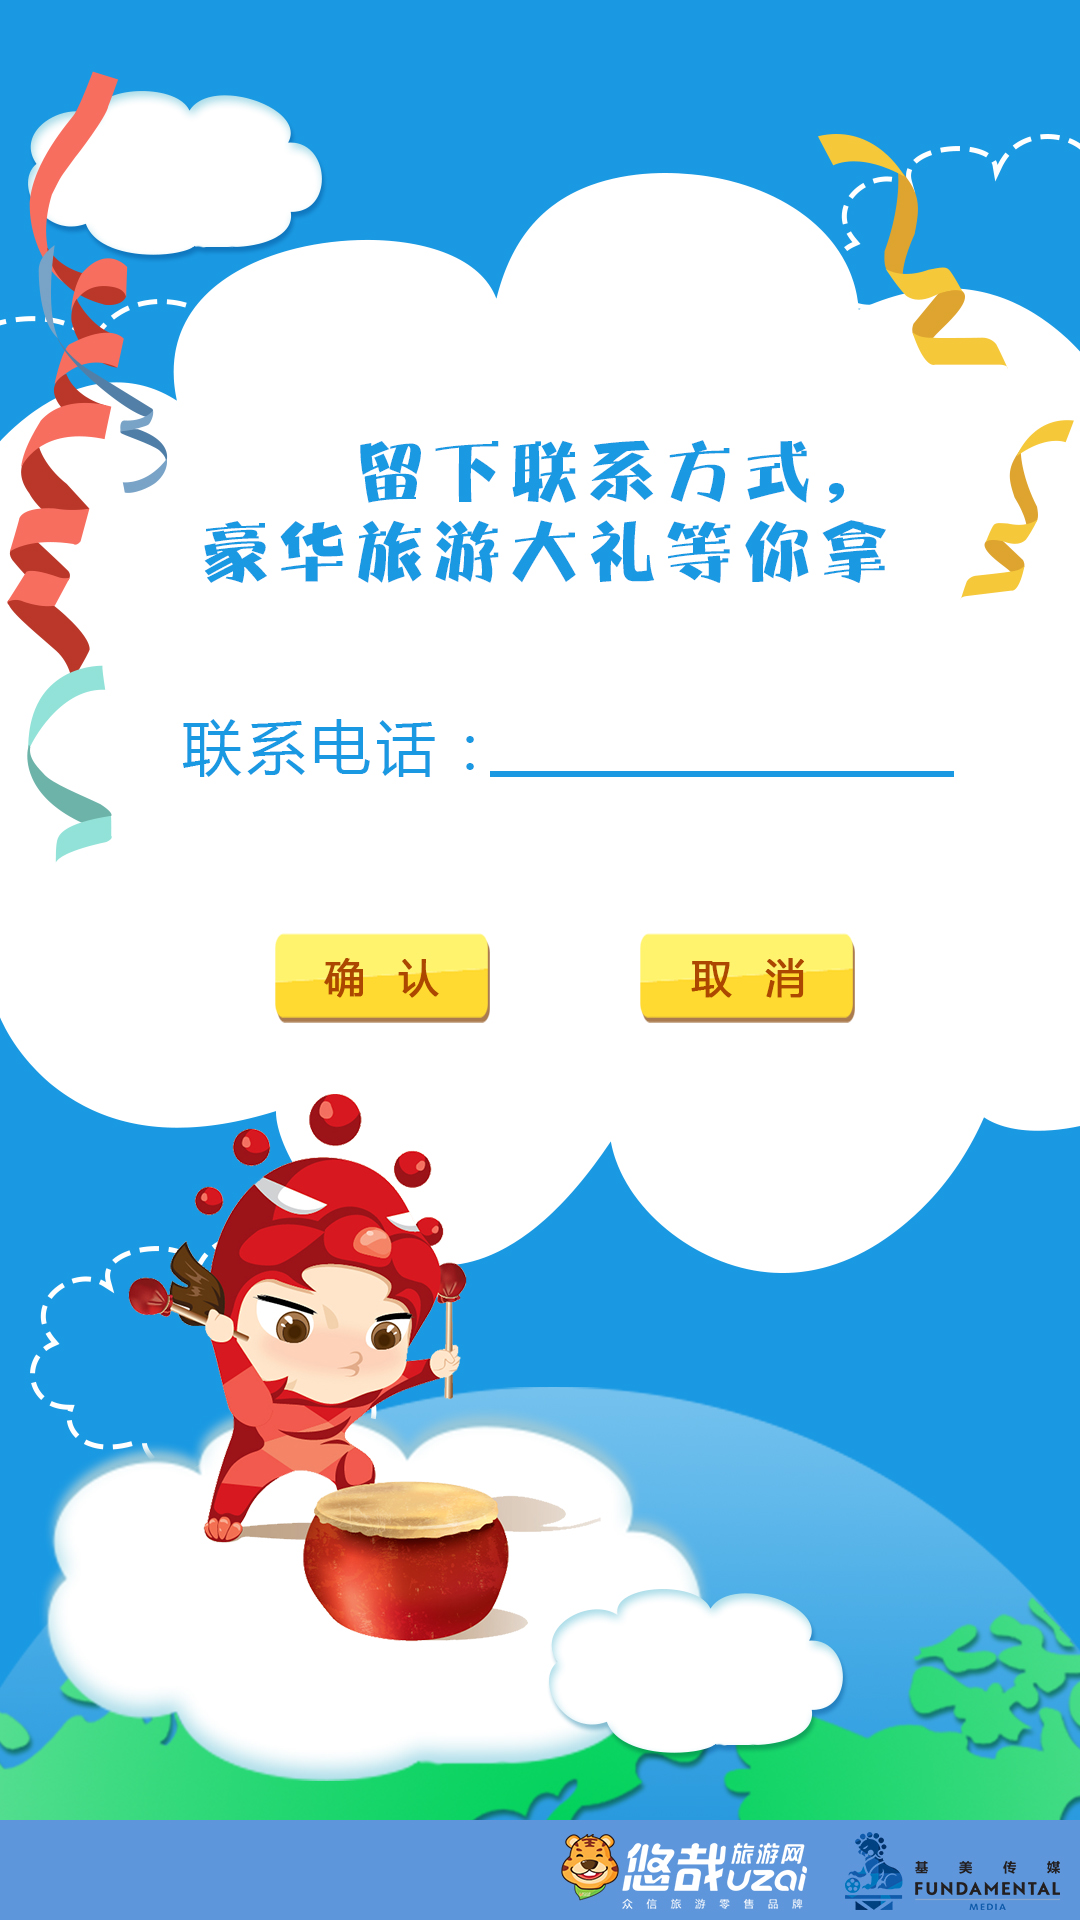 留下联系方式，
豪华旅游大礼等你拿
联系电话：
确 认
取 消
悠哉旅游网
uzai
众信旅游零售品牌
基美传媒
FUNDAMENTAL
MEDIA